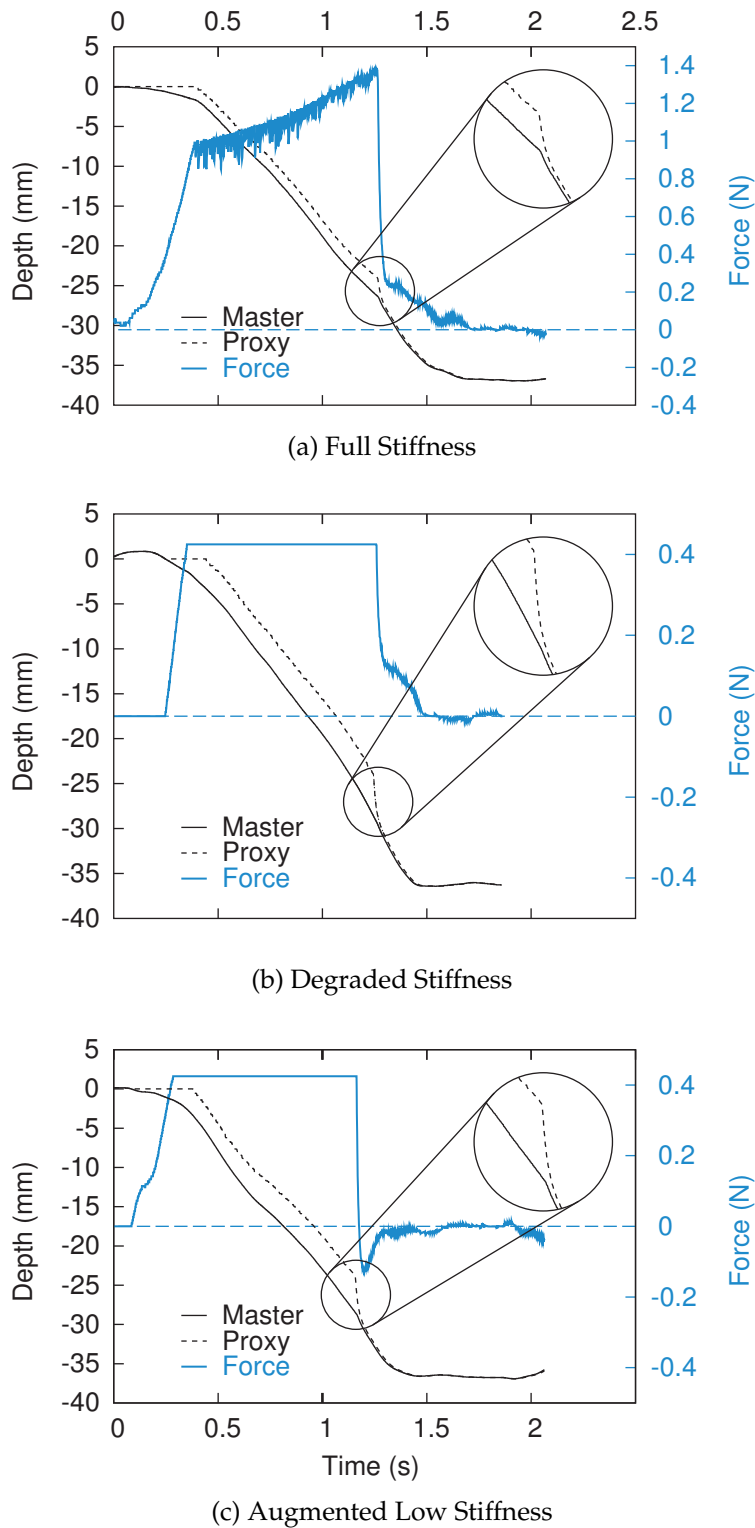 0 0.5 1 1.5 2 2.5
5
0
-5
-10
-15
-20
-25
-30
-35
-40
Depth (mm)
1.4
1.2
1
0.8
0.6
0.4
0.2
0
-0.2
-0.4
Force (N)
Master
Proxy
Force
(a) Full Stiffness
5
0
-5
-10
-15
-20
-25
-30
-35
-40
Depth (mm)
0.4
0.2
0
-0.2
-0.4
Force (N)
Master
Proxy
Force
(b) Degraded Stiffness
5
0
-5
-10
-15
-20
-25
-30
-35
-40
Depth (mm)
0.4
0.2
0
-0.2
-0.4
Force (N)
Master
Proxy
Force
0 0.5 1 1.5 2 2.5
Time (s)
(c) Augmented Low Stiffness